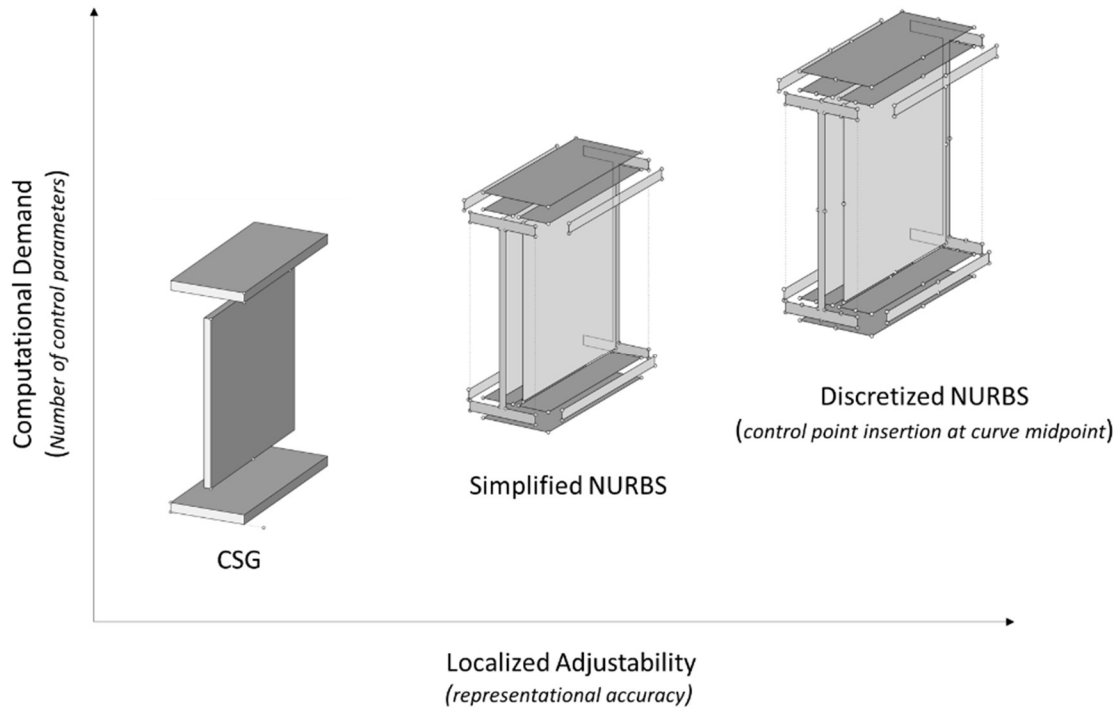 Computational Demand
(Number of control parameters)
CSG
Simplified NURBS
Discretized NURBS
(control point insertion at curve midpoint)
Localized Adjustability
(representational accuracy)